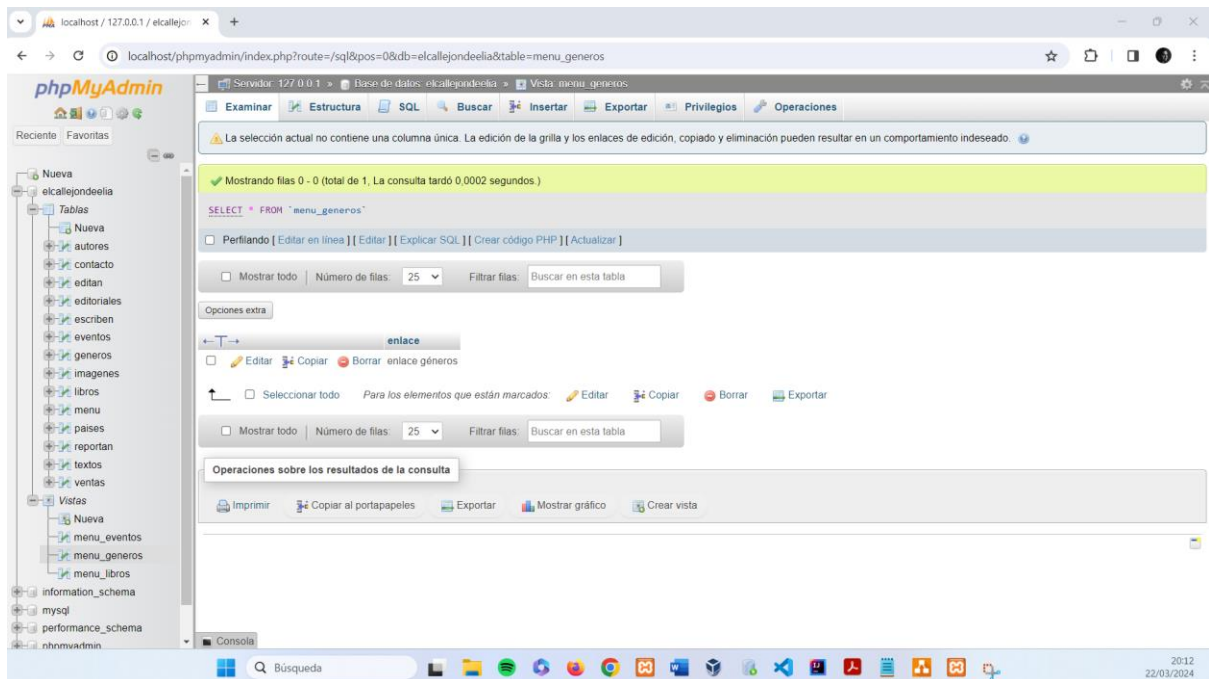 localhost / 127.0.0.1 / elcallejon
localhost/phpmyadmin/index.php?route=/sql&pos=0&db=elcallejondeelia&table=menu_generos
phpMyAdmin
Reciente Favoritas
Nueva
elcallejondeelia
Tablas
Nueva
autores
contacto
editan
editoriales
escriben
eventos
generos
imagenes
libros
menu
paises
reportan
textos
ventas
Vistas
Nueva
menu_eventos
menu_generos
menu_libros
information_schema
mysql
performance_schema
phpmyadmin
Servidor: 127.0.0.1 » Base de datos: elcallejondeelia » Vista: menu_generos
Examinar Estructura SQL Buscar Insertar Exportar Privilegios Operaciones
La selección actual no contiene una columna única. La edición de la grilla y los enlaces de edición, copiado y eliminación pueden resultar en un comportamiento indeseado.
Mostrando filas 0 - 0 (total de 1, La consulta tardó 0,0002 segundos.)
SELECT * FROM `menu_generos`
Perfilando [ Editar en línea ] [ Editar ] [ Explicar SQL ] [ Crear código PHP ] [ Actualizar ]
Mostrar todo | Número de filas: 25 Filtrar filas: Buscar en esta tabla
Opciones extra
←T→ enlace
Editar Copiar Borrar enlace géneros
Seleccionar todo Para los elementos que están marcados: Editar Copiar Borrar Exportar
Mostrar todo | Número de filas: 25 Filtrar filas: Buscar en esta tabla
Operaciones sobre los resultados de la consulta
Imprimir Copiar al portapapeles Exportar Mostrar gráfico Crear vista
Consola
Búsqueda
20:12
22/03/2024